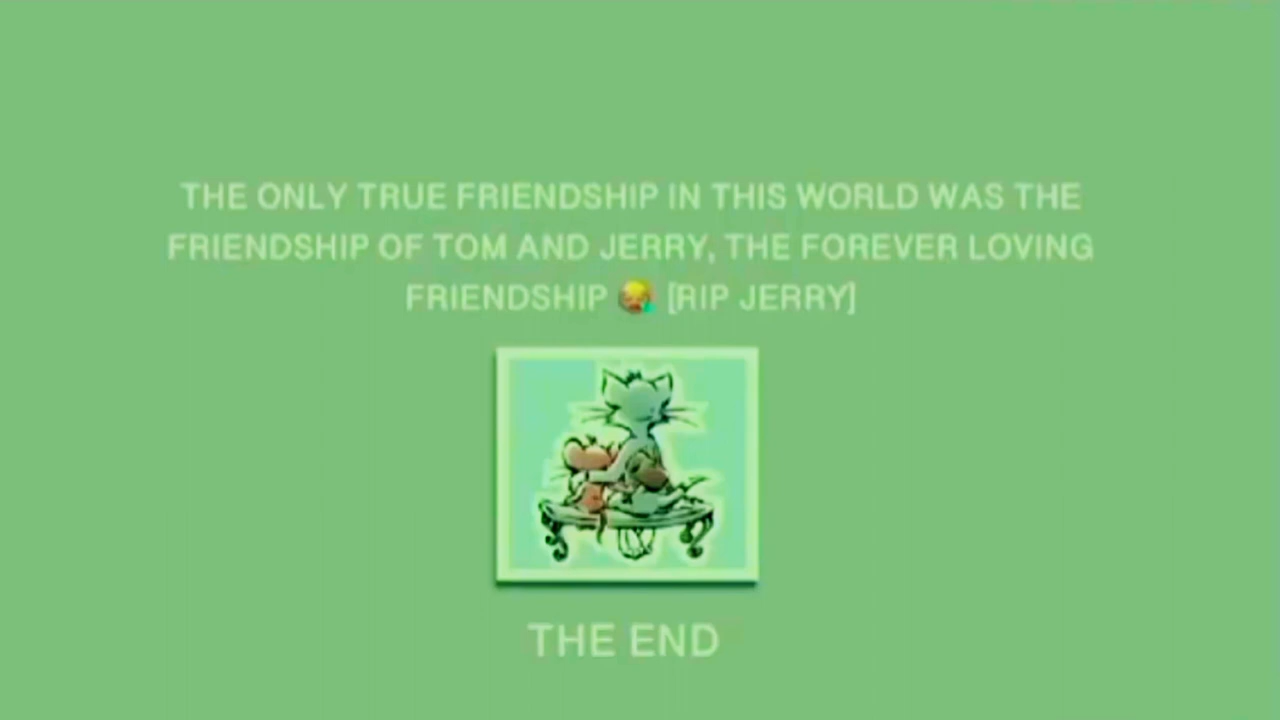 THE ONLY TRUE FRIENDSHIP IN THIS WORLD WAS THE
FRIENDSHIP OF TOM AND JERRY, THE FOREVER LOVING
FRIENDSHIP 😭 [RIP JERRY]
THE END